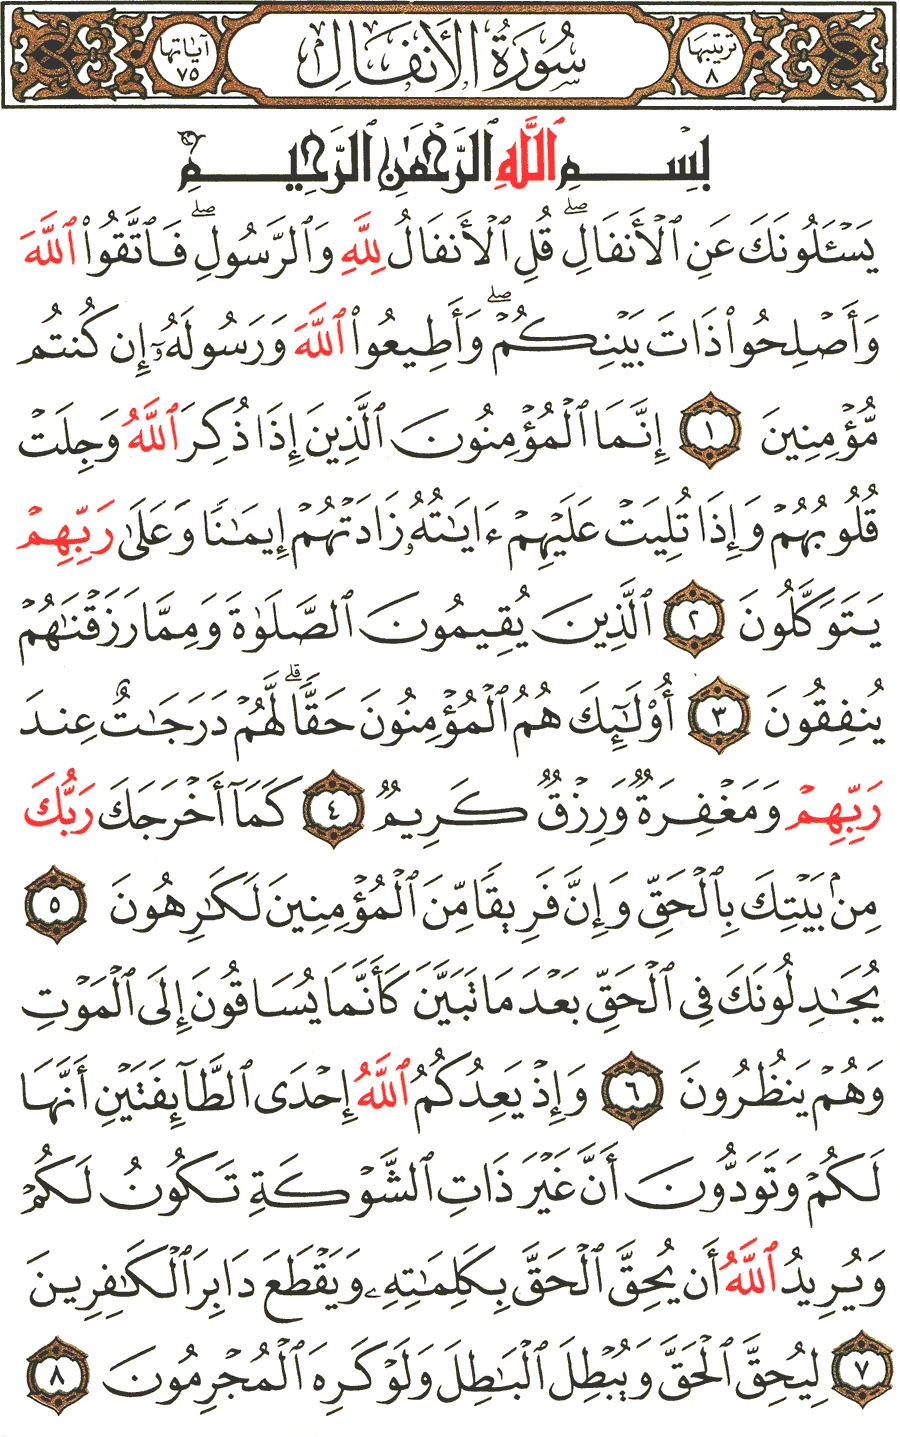 ترتيبها ٨ سُورَةُ الأَنفَالِ آياتها ٧٥
بِسْمِ ٱللَّهِ ٱلرَّحْمَٰنِ ٱلرَّحِيمِ
يَسْـَٔلُونَكَ عَنِ ٱلْأَنفَالِۖ قُلِ ٱلْأَنفَالُ لِلَّهِ وَٱلرَّسُولِۖ فَٱتَّقُوا۟ ٱللَّهَ
وَأَصْلِحُوا۟ ذَاتَ بَيْنِكُمْۖ وَأَطِيعُوا۟ ٱللَّهَ وَرَسُولَهُۥٓ إِن كُنتُم
مُّؤْمِنِينَ ١ إِنَّمَا ٱلْمُؤْمِنُونَ ٱلَّذِينَ إِذَا ذُكِرَ ٱللَّهُ وَجِلَتْ
قُلُوبُهُمْ وَإِذَا تُلِيَتْ عَلَيْهِمْ ءَايَٰتُهُۥ زَادَتْهُمْ إِيمَٰنًا وَعَلَىٰ رَبِّهِمْ
يَتَوَكَّلُونَ ٢ ٱلَّذِينَ يُقِيمُونَ ٱلصَّلَوٰةَ وَمِمَّا رَزَقْنَٰهُمْ
يُنفِقُونَ ٣ أُو۟لَٰٓئِكَ هُمُ ٱلْمُؤْمِنُونَ حَقًّاۚ لَّهُمْ دَرَجَٰتٌ عِندَ
رَبِّهِمْ وَمَغْفِرَةٌ وَرِزْقٌ كَرِيمٌ ٤ كَمَآ أَخْرَجَكَ رَبُّكَ
مِنۢ بَيْتِكَ بِٱلْحَقِّ وَإِنَّ فَرِيقًا مِّنَ ٱلْمُؤْمِنِينَ لَكَٰرِهُونَ ٥
يُجَٰدِلُونَكَ فِى ٱلْحَقِّ بَعْدَ مَا تَبَيَّنَ كَأَنَّمَا يُسَاقُونَ إِلَى ٱلْمَوْتِ
وَهُمْ يَنظُرُونَ ٦ وَإِذْ يَعِدُكُمُ ٱللَّهُ إِحْدَى ٱلطَّآئِفَتَيْنِ أَنَّهَا
لَكُمْ وَتَوَدُّونَ أَنَّ غَيْرَ ذَاتِ ٱلشَّوْكَةِ تَكُونُ لَكُمْ
وَيُرِيدُ ٱللَّهُ أَن يُحِقَّ ٱلْحَقَّ بِكَلِمَٰتِهِۦ وَيَقْطَعَ دَابِرَ ٱلْكَٰفِرِينَ
٧ لِيُحِقَّ ٱلْحَقَّ وَيُبْطِلَ ٱلْبَٰطِلَ وَلَوْ كَرِهَ ٱلْمُجْرِمُونَ ٨